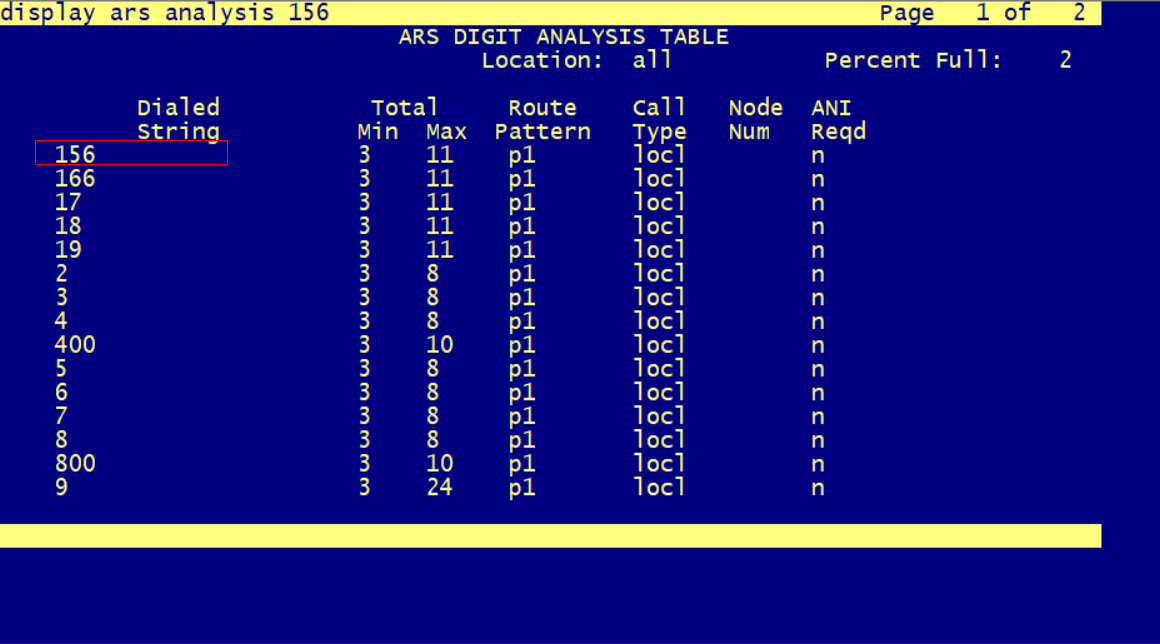 display ars analysis 156 Page 1 of 2
ARS DIGIT ANALYSIS TABLE
Location: all Percent Full: 2
Dialed Total Route Call Node ANI
String Min Max Pattern Type Num Reqd
156 3 11 p1 locl n
166 3 11 p1 locl n
17 3 11 p1 locl n
18 3 11 p1 locl n
19 3 11 p1 locl n
2 3 8 p1 locl n
3 3 8 p1 locl n
4 3 8 p1 locl n
400 3 10 p1 locl n
5 3 8 p1 locl n
6 3 8 p1 locl n
7 3 8 p1 locl n
8 3 8 p1 locl n
800 3 10 p1 locl n
9 3 24 p1 locl n